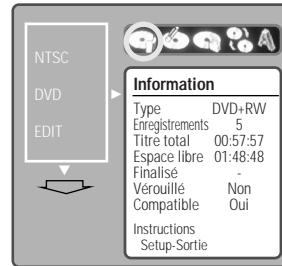 NTSC
DVD
EDIT
Information
Type DVD+RW
Enregistrements 5
Titre total 00:57:57
Espace libre 01:48:48
Finalisé -
Vérouillé Non
Compatible Oui
Instructions
Setup-Sortie